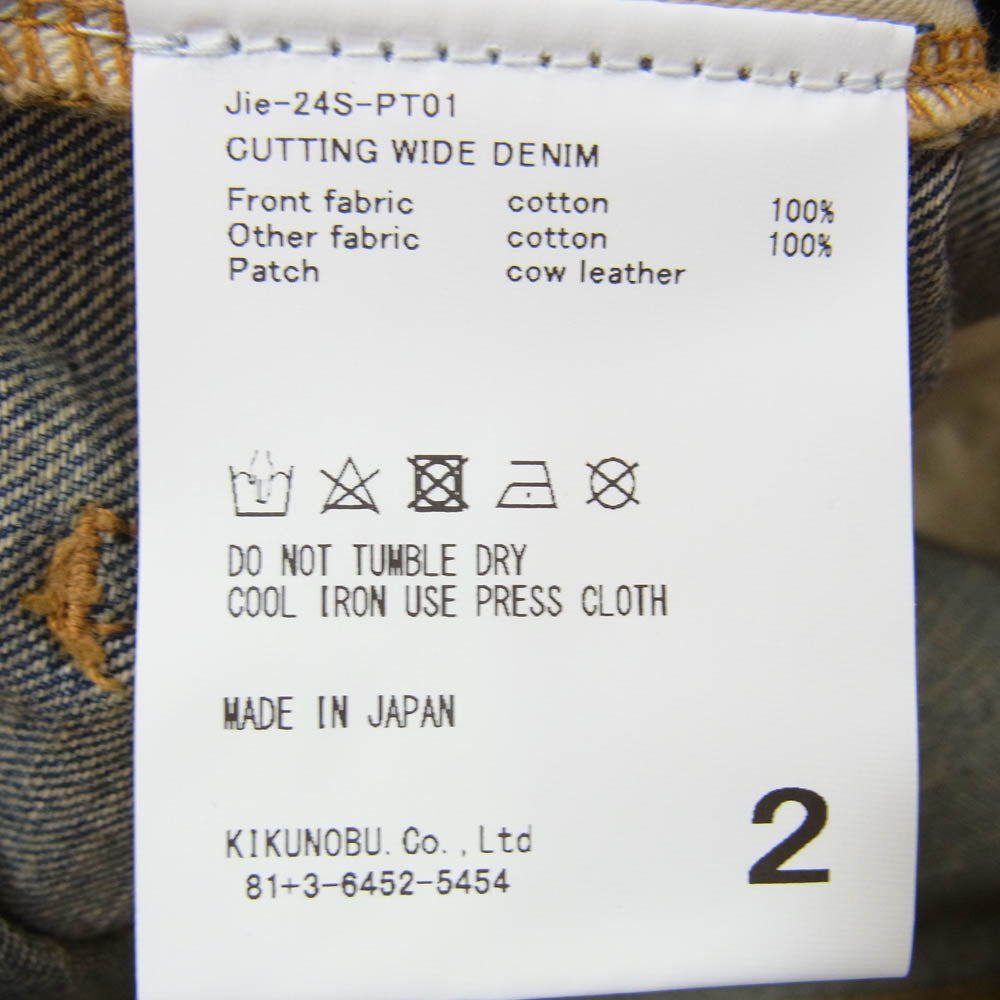 Jie-24S-PT01
CUTTING WIDE DENIM
Front fabric cotton 100%
Other fabric cotton 100%
Patch cow leather
DO NOT TUMBLE DRY
COOL IRON USE PRESS CLOTH
MADE IN JAPAN
KIKUNOBU.Co.,Ltd
81+3-6452-5454
2